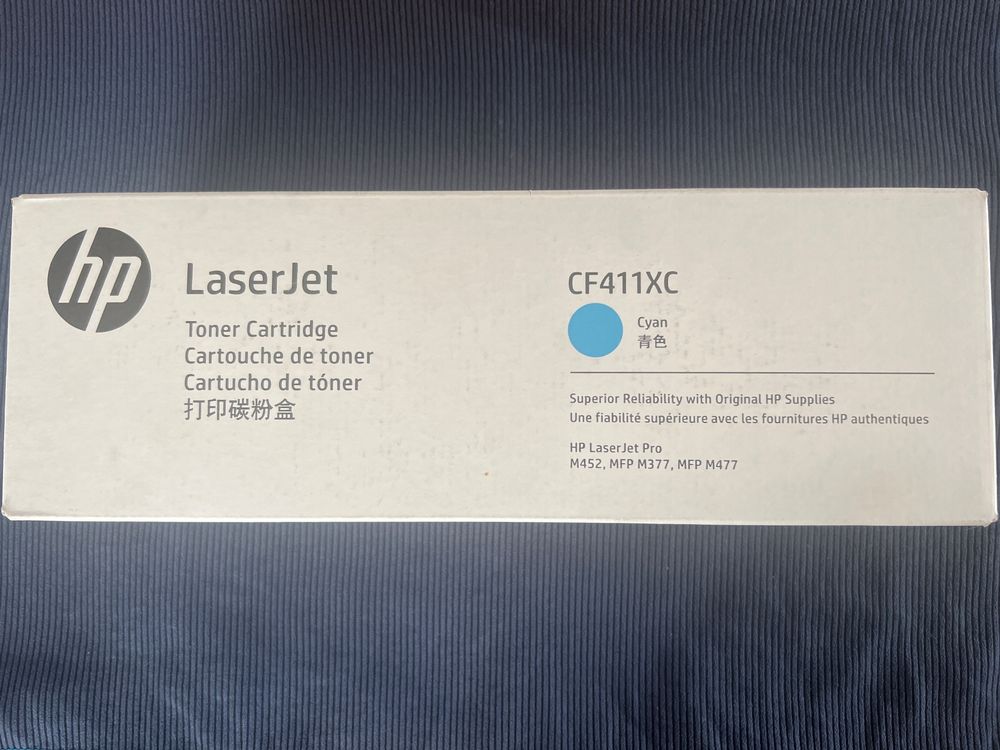 hp
LaserJet
Toner Cartridge
Cartouche de toner
Cartucho de tóner
打印碳粉盒
CF411XC
Cyan
青色
Superior Reliability with Original HP Supplies
Une fiabilité supérieure avec les fournitures HP authentiques
HP LaserJet Pro
M452, MFP M377, MFP M477